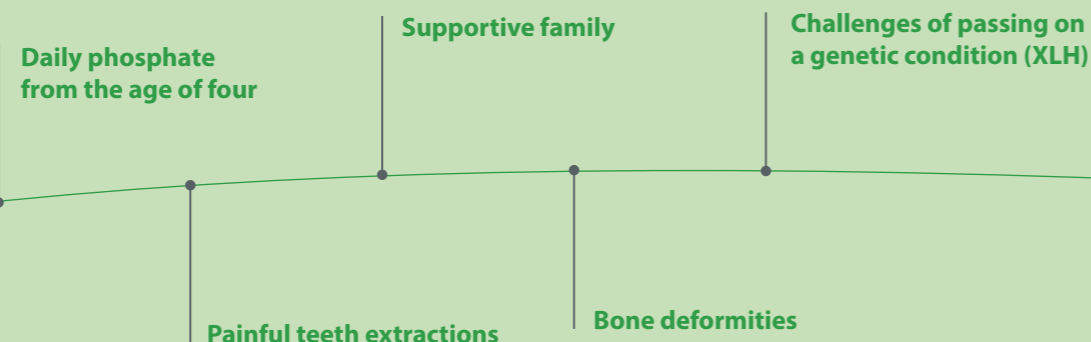 Daily phosphate
from the age of four
Painful teeth extractions
Supportive family
Bone deformities
Challenges of passing on
a genetic condition (XLH)